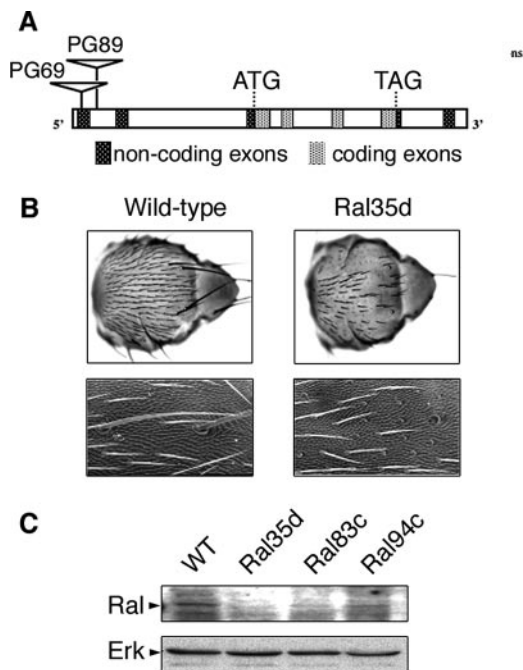 A
PG89
PG69
ns
ATG
TAG
5'
3'
non-coding exons
coding exons
B
Wild-type
Ral35d
C
WT
Ral35d
Ral83c
Ral94c
Ral
Erk